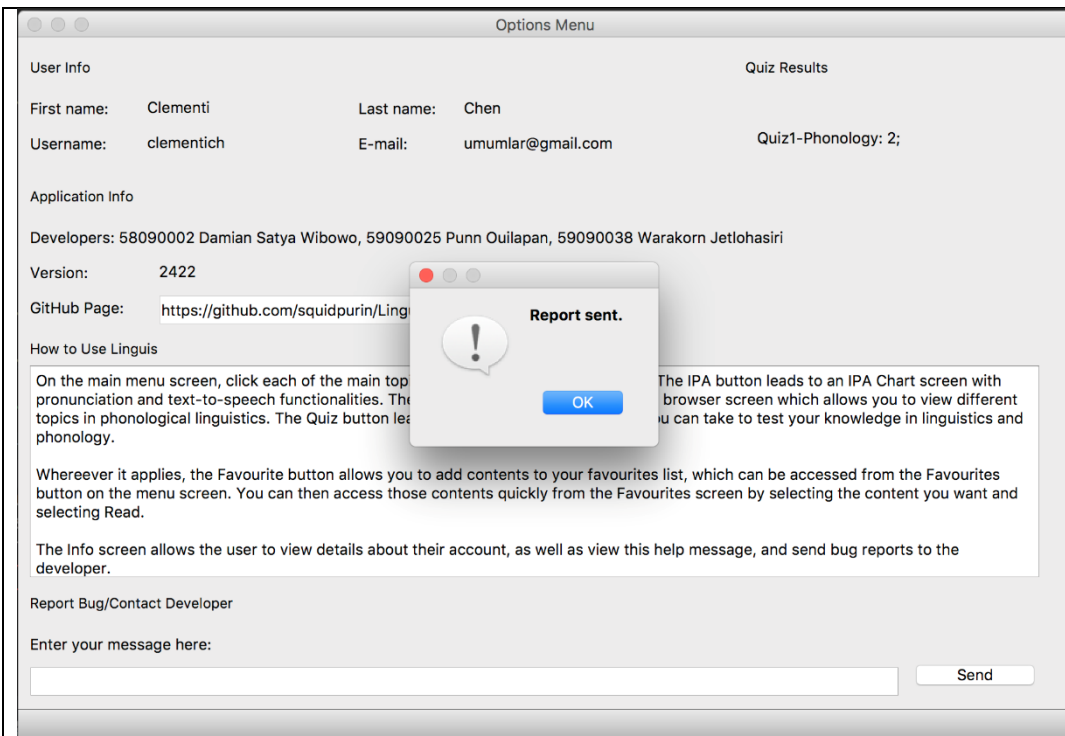 Options Menu
User Info
Quiz Results
First name: Clementi Last name: Chen
Username: clementich E-mail: umumlar@gmail.com
Quiz1-Phonology: 2;
Application Info
Developers: 58090002 Damian Satya Wibowo, 59090025 Punn Ouilapan, 59090038 Warakorn Jetlohasiri
Version: 2422
GitHub Page: https://github.com/squidpurin/Ling
Report sent.
OK
How to Use Linguis
On the main menu screen, click each of the main top The IPA button leads to an IPA Chart screen with
pronunciation and text-to-speech functionalities. The browser screen which allows you to view different
topics in phonological linguistics. The Quiz button lea u can take to test your knowledge in linguistics and
phonology.
Whereever it applies, the Favourite button allows you to add contents to your favourites list, which can be accessed from the Favourites
button on the menu screen. You can then access those contents quickly from the Favourites screen by selecting the content you want and
selecting Read.
The Info screen allows the user to view details about their account, as well as view this help message, and send bug reports to the
developer.
Report Bug/Contact Developer
Enter your message here:
Send